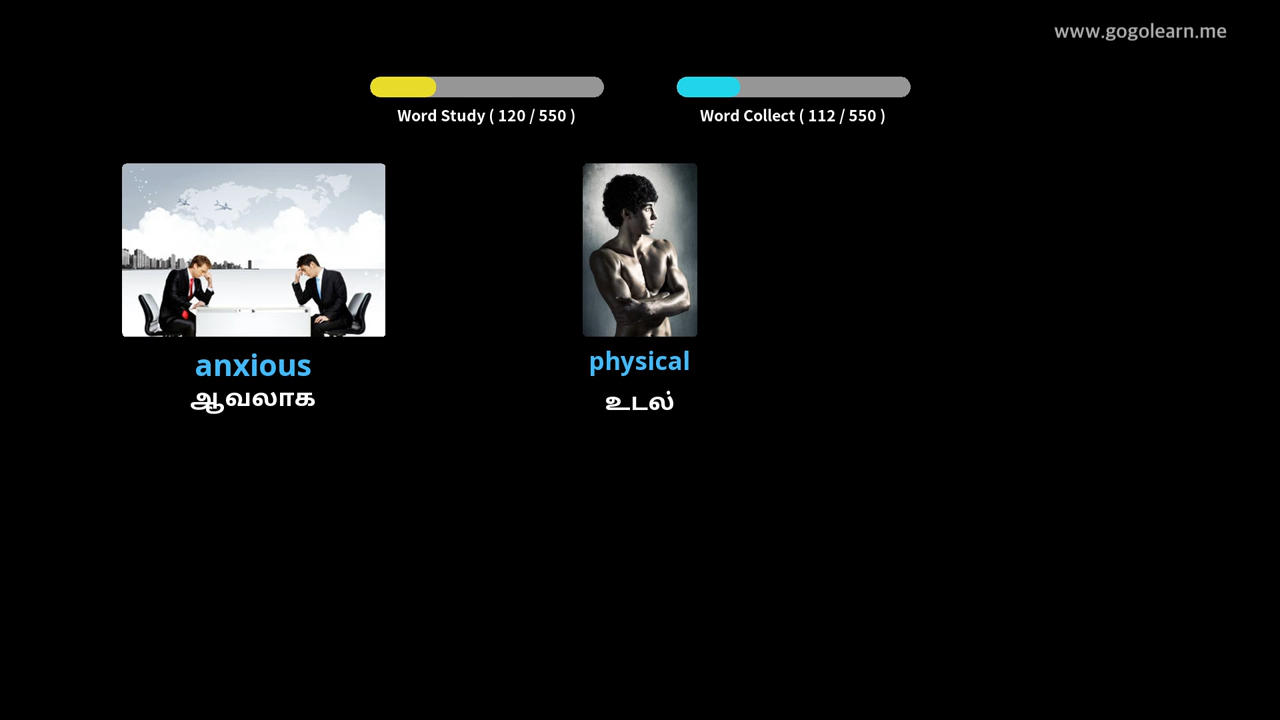 www.gogolearn.me
Word Study ( 120 / 550 )
Word Collect ( 112 / 550 )
anxious
ஆவலாக
physical
உடல்